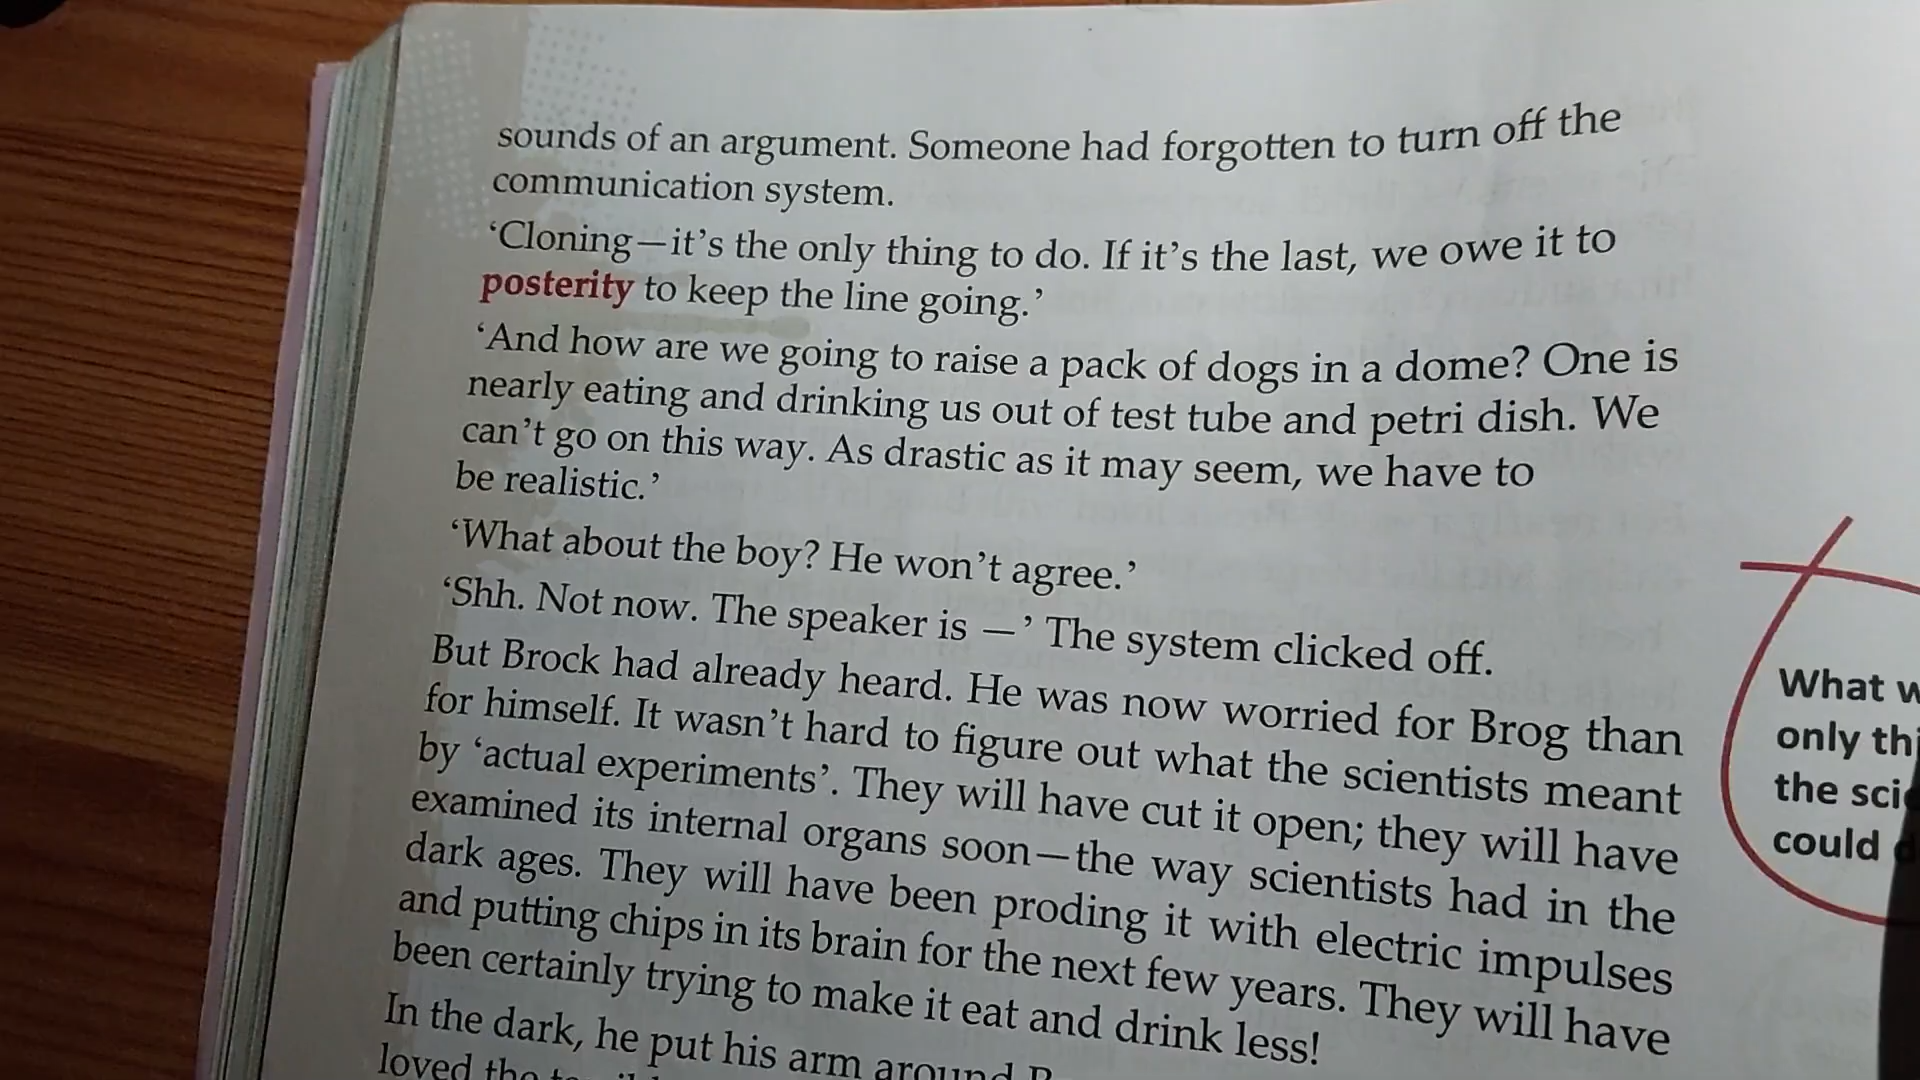 sounds of an argument. Someone had forgotten to turn off the
communication system.
‘Cloning—it’s the only thing to do. If it’s the last, we owe it to
posterity to keep the line going.’
‘And how are we going to raise a pack of dogs in a dome? One is
nearly eating and drinking us out of test tube and petri dish. We
can’t go on this way. As drastic as it may seem, we have to
be realistic.’
‘What about the boy? He won’t agree.’
‘Shh. Not now. The speaker is —’ The system clicked off.
But Brock had already heard. He was now worried for Brog than
for himself. It wasn’t hard to figure out what the scientists meant
by ‘actual experiments’. They will have cut it open; they will have
examined its internal organs soon—the way scientists had in the
dark ages. They will have been proding it with electric impulses
and putting chips in its brain for the next few years. They will have
been certainly trying to make it eat and drink less!
In the dark, he put his arm around
loved the
What
only
the
could